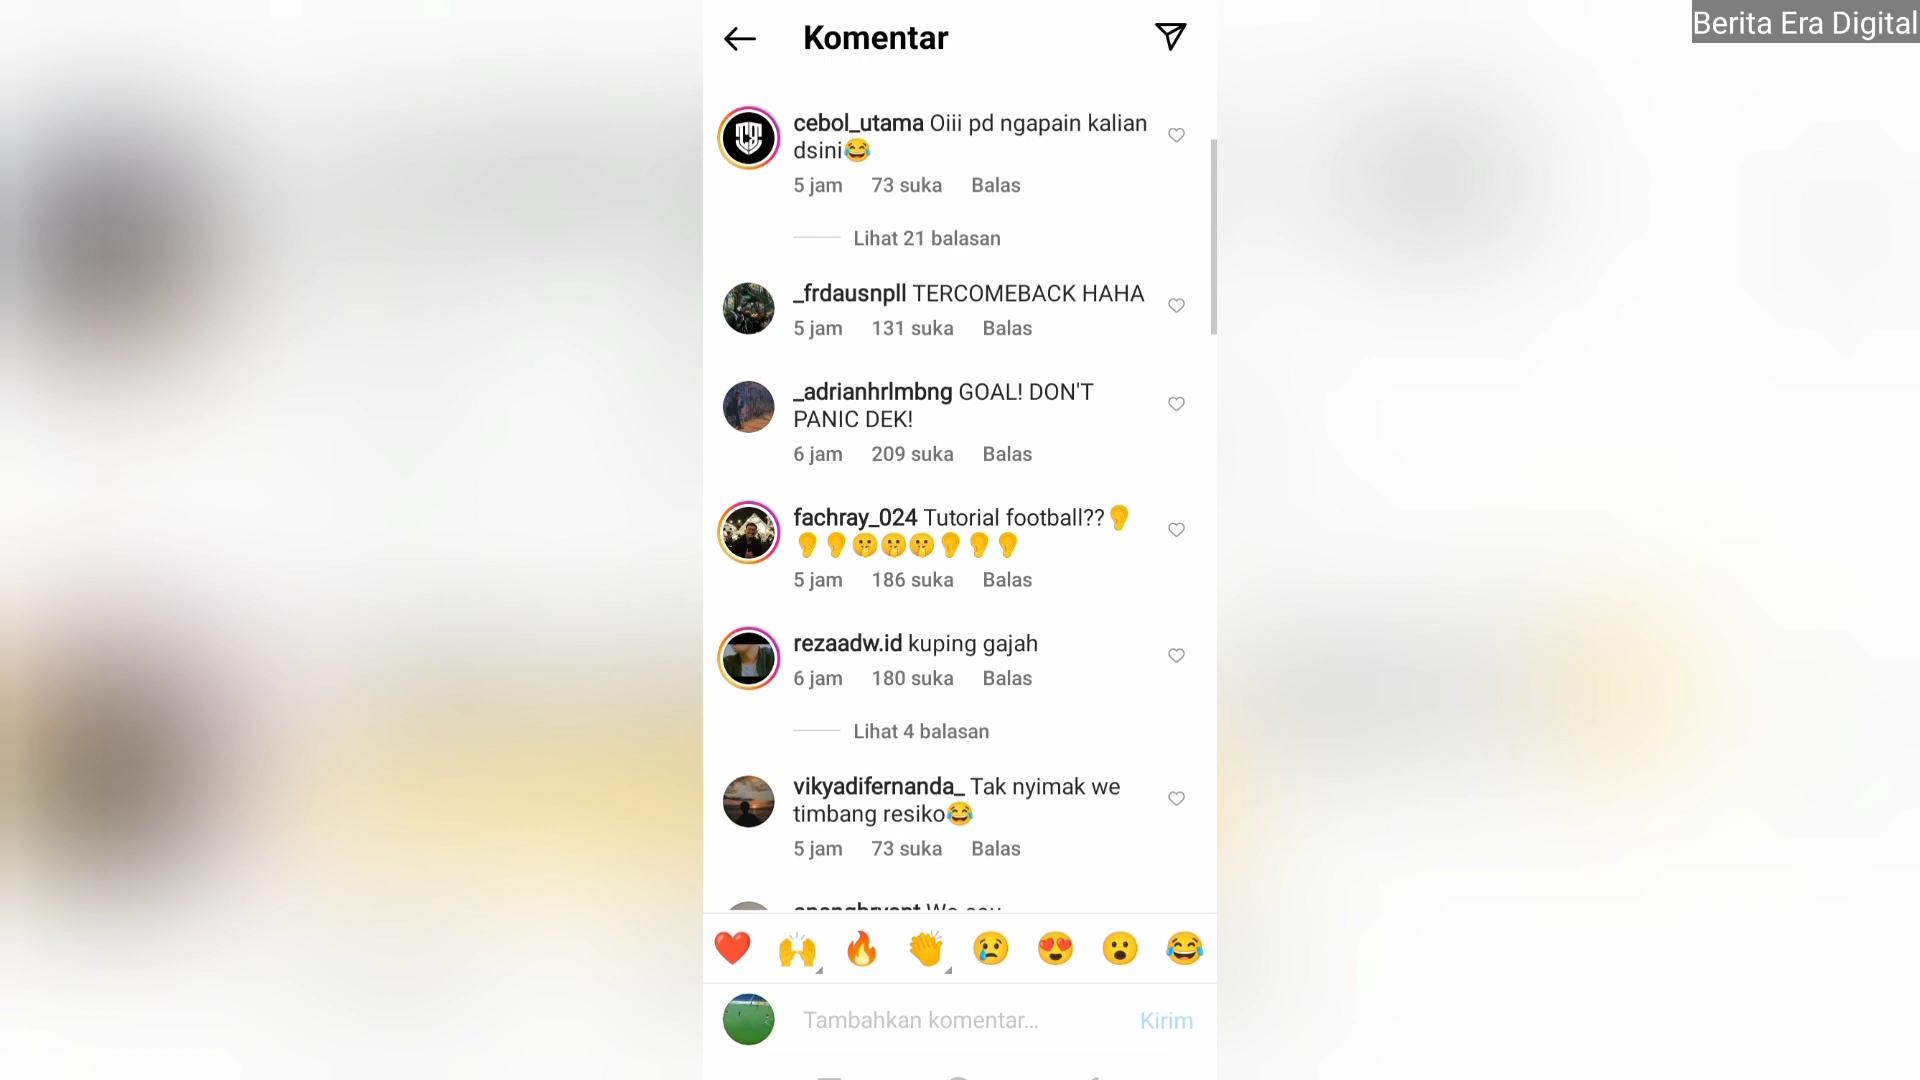 Berita Era Digital
Komentar
cebol_utama Oiii pd ngapain kalian
dsini😂
5 jam 73 suka Balas
Lihat 21 balasan
_frdausnpll TERCOMEBACK HAHA
5 jam 131 suka Balas
_adrianhrlmbng GOAL! DON'T
PANIC DEK!
6 jam 209 suka Balas
fachray_024 Tutorial football??👂
👂👂🤫🤫🤫👂👂👂
5 jam 186 suka Balas
rezaadw.id kuping gajah
6 jam 180 suka Balas
Lihat 4 balasan
vikyadifernanda_ Tak nyimak we
timbang resiko😂
5 jam 73 suka Balas
Tambahkan komentar...
Kirim